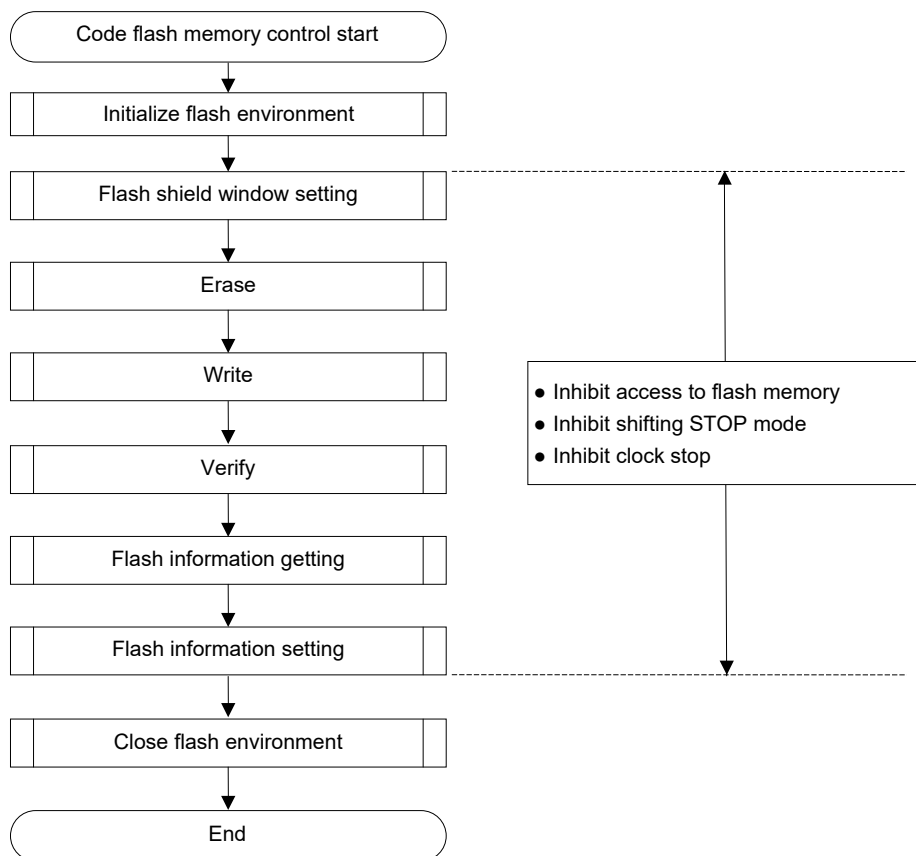 Code flash memory control start
Initialize flash environment
Flash shield window setting
Erase
Write
Verify
Flash information getting
Flash information setting
Close flash environment
End
● Inhibit access to flash memory
● Inhibit shifting STOP mode
● Inhibit clock stop